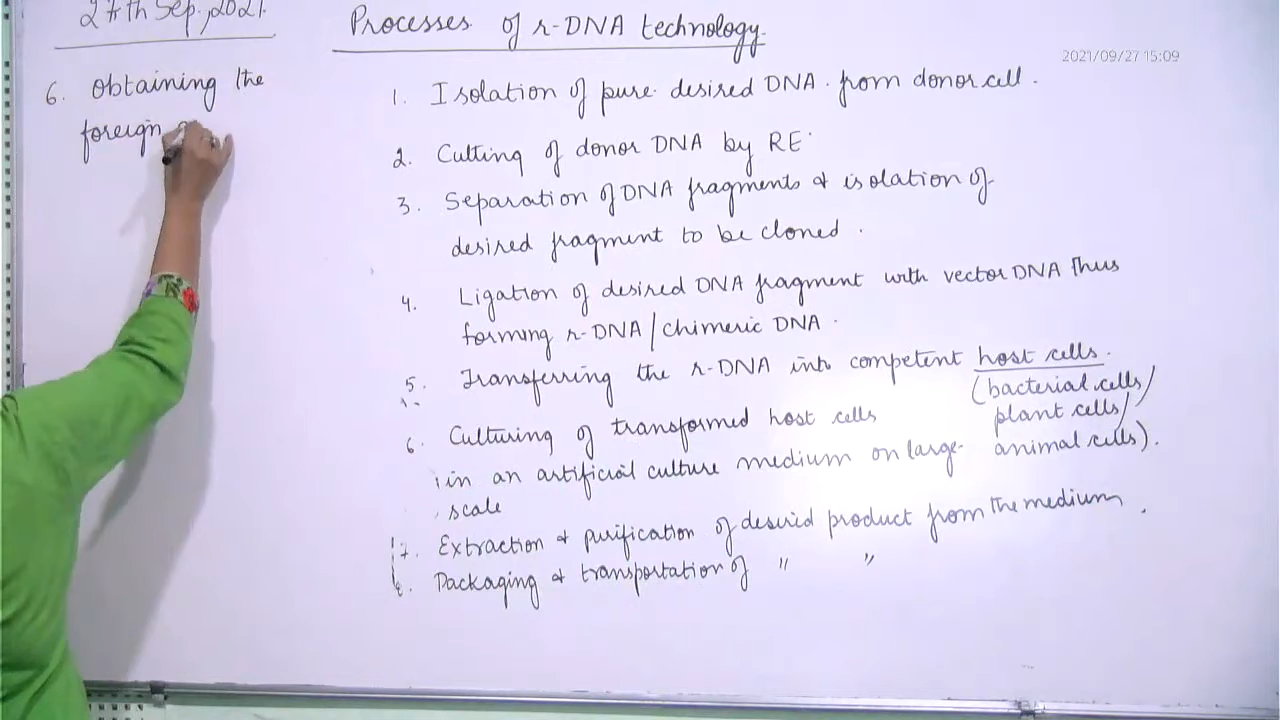 27th Sep., 2021.
Processes of r-DNA technology.
2021/09/27 15:09
6. Obtaining the
foreign
1. Isolation of pure desired DNA from donor cell.
2. Cutting of donor DNA by RE
3. Separation of DNA fragments & isolation of
desired fragment to be cloned.
4. Ligation of desired DNA fragment with vector DNA thus
forming r-DNA/chimeric DNA.
5. Transferring the r-DNA into competent host cells.
(bacterial cells/
plant cells/
animal cells).
6. Culturing of transformed host cells
in an artificial culture medium on large-
scale
7. Extraction & purification of desired product from the medium.
8. Packaging & transportation of " "